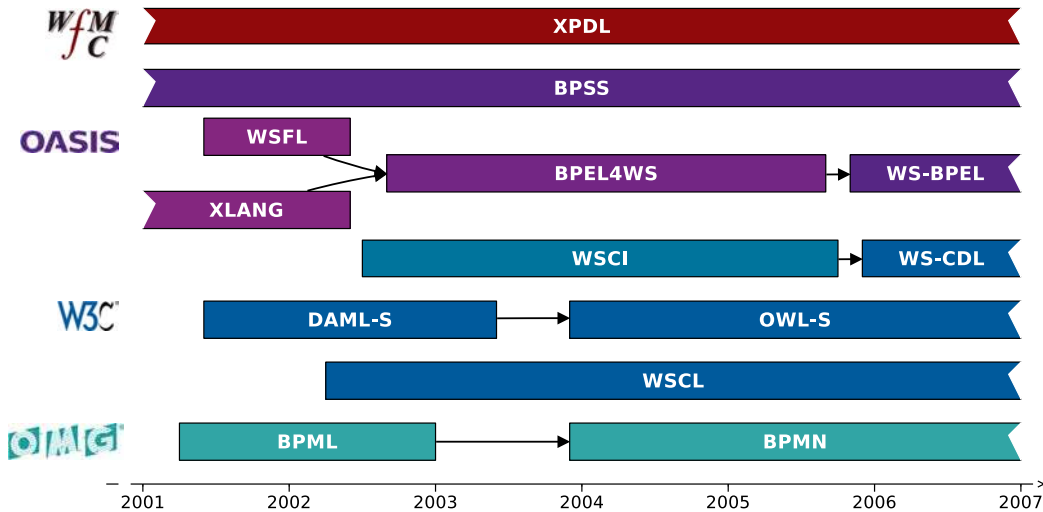 WfMC
XPDL
BPSS
OASIS
WSFL
BPEL4WS
WS-BPEL
XLANG
WSCI
WS-CDL
W3C
DAML-S
OWL-S
WSCL
OMG
BPML
BPMN
2001 2002 2003 2004 2005 2006 2007